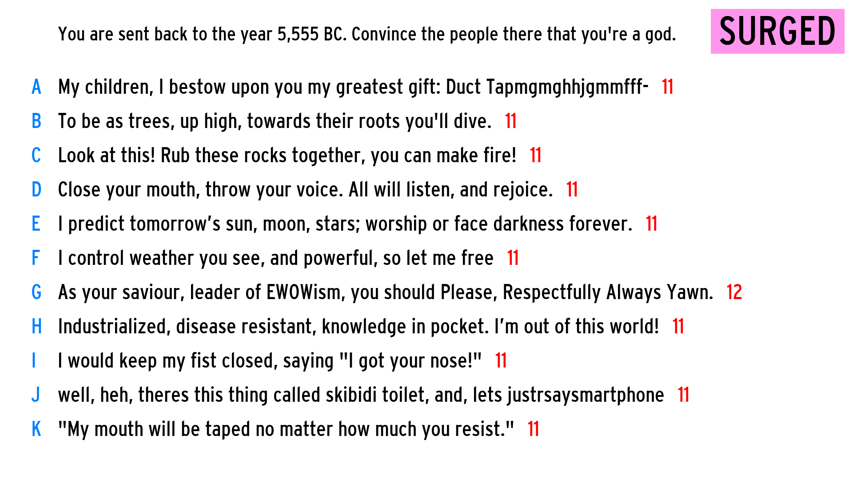 You are sent back to the year 5,555 BC. Convince the people there that you're a god.
SURGED
A My children, I bestow upon you my greatest gift: Duct Tapmgmghhjgmmfff- 11
B To be as trees, up high, towards their roots you'll dive. 11
C Look at this! Rub these rocks together, you can make fire! 11
D Close your mouth, throw your voice. All will listen, and rejoice. 11
E I predict tomorrow’s sun, moon, stars; worship or face darkness forever. 11
F I control weather you see, and powerful, so let me free 11
G As your saviour, leader of EWOWism, you should Please, Respectfully Always Yawn. 12
H Industrialized, disease resistant, knowledge in pocket. I’m out of this world! 11
I I would keep my fist closed, saying "I got your nose!" 11
J well, heh, theres this thing called skibidi toilet, and, lets justrsaysmartphone 11
K "My mouth will be taped no matter how much you resist." 11